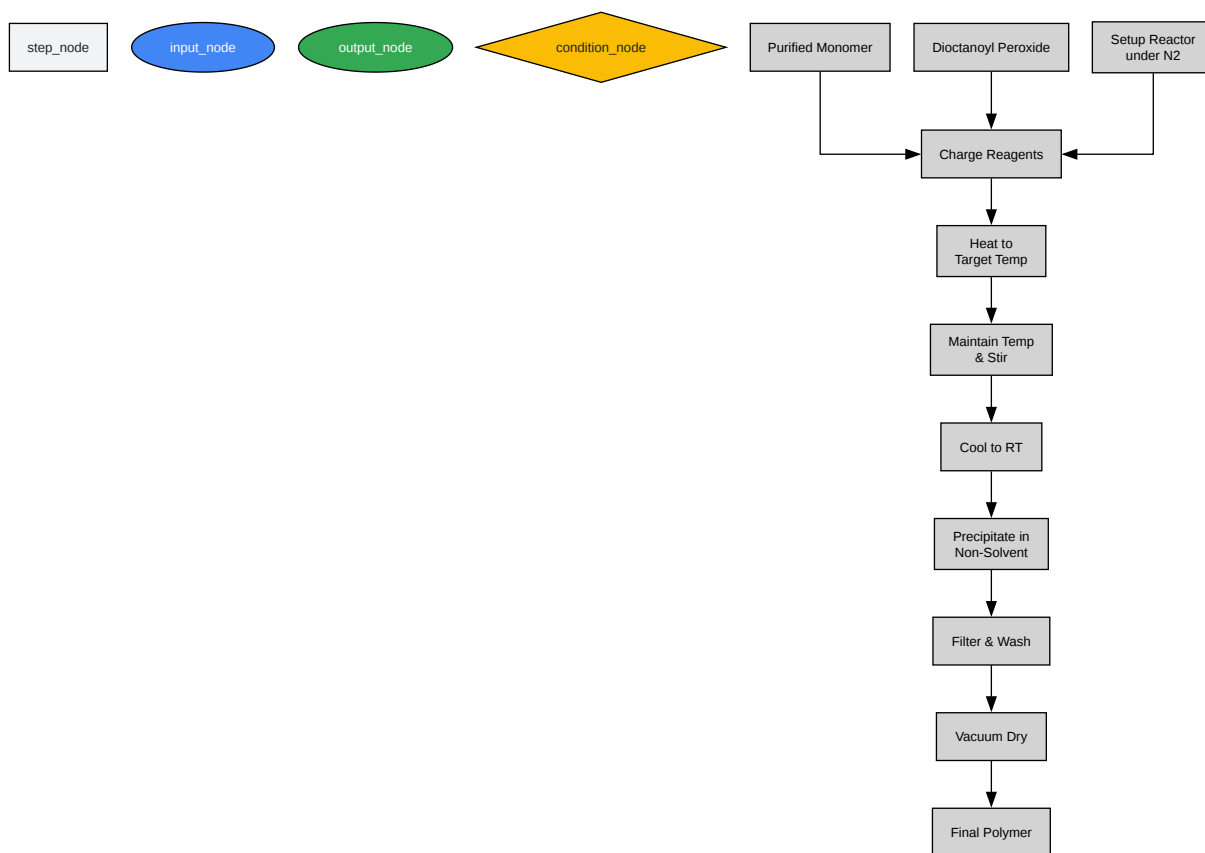 step_node
input_node
output_node
condition_node
Purified Monomer
Dioctanoyl Peroxide
Setup Reactor
under N2
Charge Reagents
Heat to
Target Temp
Maintain Temp
& Stir
Cool to RT
Precipitate in
Non-Solvent
Filter & Wash
Vacuum Dry
Final Polymer